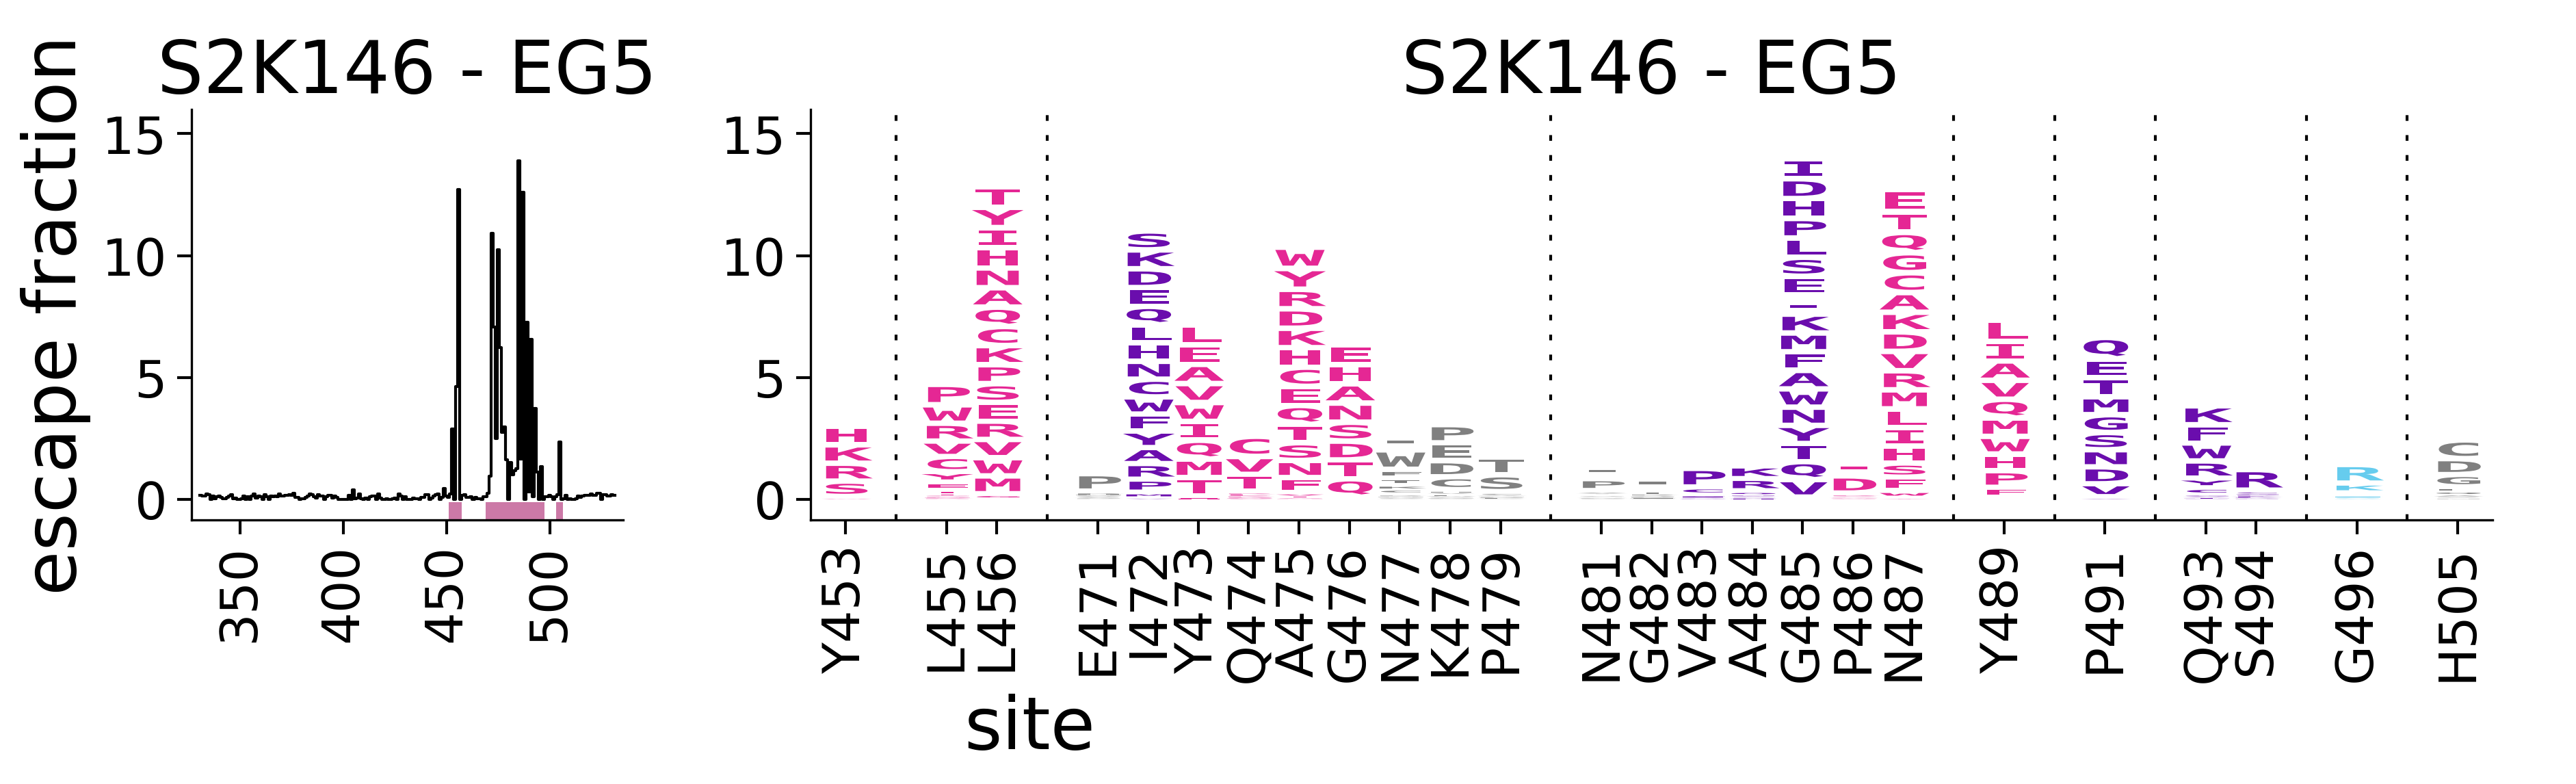 S2K146 - EG5
S2K146 - EG5
escape fraction
15
10
5
0
350
400
450
500
15
10
5
0
H
K
R
S
P
W
R
V
C
Y
T
Y
I
H
N
A
Q
C
K
P
S
E
R
V
W
M
P
S
K
D
E
Q
L
H
N
C
W
F
Y
A
R
P
M
L
E
A
V
W
I
Q
M
T
C
V
T
W
Y
R
D
K
H
C
E
Q
T
S
N
F
E
H
A
N
S
D
T
Q
I
W
P
E
D
C
T
S
P
I
P
K
R
I
D
H
P
L
S
E
K
M
F
A
W
N
Y
T
Q
V
I
D
E
T
Q
G
C
A
K
D
V
R
M
L
I
H
S
F
W
L
I
A
V
Q
M
W
H
P
F
Q
E
T
M
G
S
N
D
V
K
F
W
R
Y
R
R
K
C
D
G
Y453
L455
L456
E471
I472
Y473
Q474
A475
G476
N477
K478
P479
N481
G482
V483
A484
G485
P486
N487
Y489
P491
Q493
S494
G496
H505
site